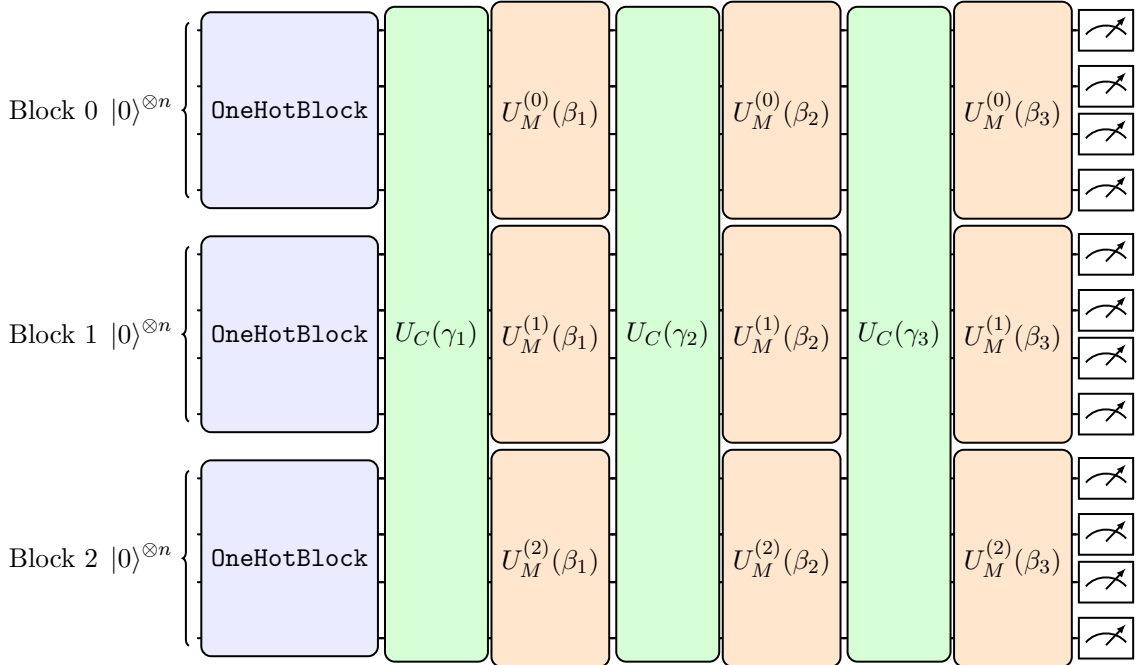 Block 0 |0⟩^{⊗n} OneHotBlock U_M^{(0)}(β_1) U_M^{(0)}(β_2) U_M^{(0)}(β_3)
Block 1 |0⟩^{⊗n} OneHotBlock U_C(γ_1) U_M^{(1)}(β_1) U_C(γ_2) U_M^{(1)}(β_2) U_C(γ_3) U_M^{(1)}(β_3)
Block 2 |0⟩^{⊗n} OneHotBlock U_M^{(2)}(β_1) U_M^{(2)}(β_2) U_M^{(2)}(β_3)